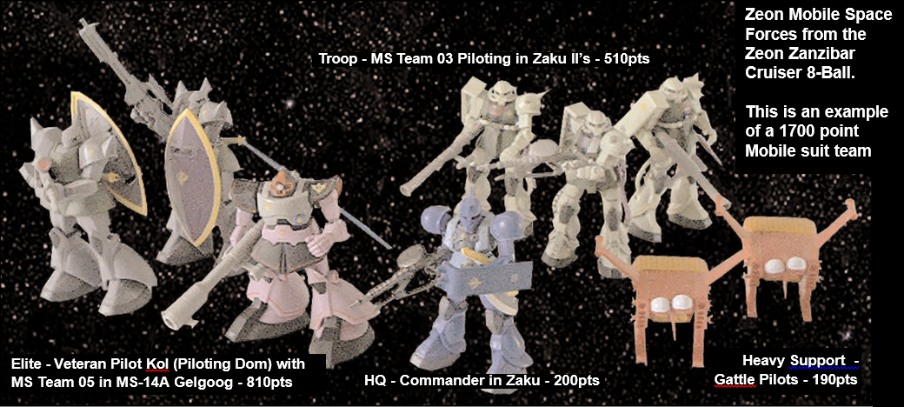 Zeon Mobile Space
Forces from the
Zeon Zanzibar
Cruiser 8-Ball.
This is an example
of a 1700 point
Mobile suit team
Troop - MS Team 03 Piloting in Zaku II's - 510pts
Elite - Veteran Pilot Kol (Piloting Dom) with
MS Team 05 in MS-14A Gelgoog - 810pts
HQ - Commander in Zaku - 200pts
Heavy Support -
Gattle Pilots - 190pts